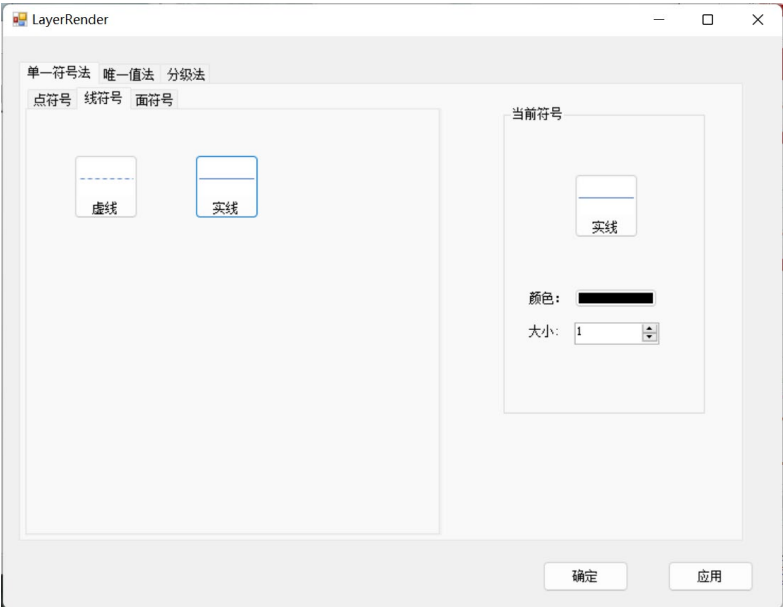 LayerRender
单一符号法 唯一值法 分级法
点符号 线符号 面符号
当前符号
虚线 实线
实线
颜色：
大小: 1
确定 应用